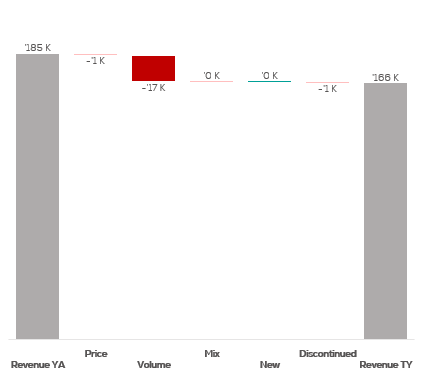 '185 K
-'1 K
-'17 K
'0 K
'0 K
-'1 K
'166 K
Revenue YA
Price
Volume
Mix
New
Discontinued
Revenue TY